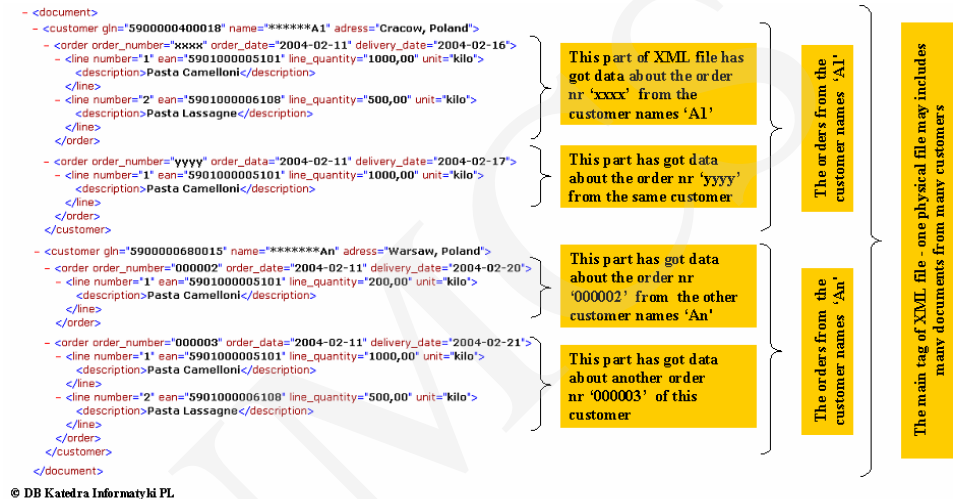 - <document>
- <customer gln="5900000400018" name="******A1" adress="Cracow, Poland">
- <order order_number="xxxx" order_date="2004-02-11" delivery_date="2004-02-16">
- <line number="1" ean="5901000005101" line_quantity="1000,00" unit="kilo">
<description>Pasta Camelloni</description>
</line>
- <line number="2" ean="5901000006108" line_quantity="500,00" unit="kilo">
<description>Pasta Lassagne</description>
</line>
</order>
- <order order_number="yyyy" order_date="2004-02-11" delivery_date="2004-02-17">
- <line number="1" ean="5901000005101" line_quantity="1000,00" unit="kilo">
<description>Pasta Camelloni</description>
</line>
</order>
</customer>
- <customer gln="5900000680015" name="*******An" adress="Warsaw, Poland">
- <order order_number="000002" order_date="2004-02-11" delivery_date="2004-02-20">
- <line number="1" ean="5901000005101" line_quantity="200,00" unit="kilo">
<description>Pasta Camelloni</description>
</line>
</order>
- <order order_number="000003" order_date="2004-02-11" delivery_date="2004-02-21">
- <line number="1" ean="5901000005101" line_quantity="1000,00" unit="kilo">
<description>Pasta Camelloni</description>
</line>
- <line number="2" ean="5901000006108" line_quantity="500,00" unit="kilo">
<description>Pasta Lassagne</description>
</line>
</order>
</customer>
</document>
This part of XML file has
got data about the order
nr ‘xxxx’ from the
customer names ‘A1’
This part has got data
about the order nr ‘yyyy’
from the same customer
This part has got data
about the order nr
‘000002’ from the other
customer names ‘An'
This part has got data
about another order
nr ‘000003’ of this
customer
The orders from the
customer names ‘A1'
The orders from the
customer names ‘An'
The main tag of XML file - one physical file may includes
many documents from many customers
© DB Katedra Informatyki PL
UMCS